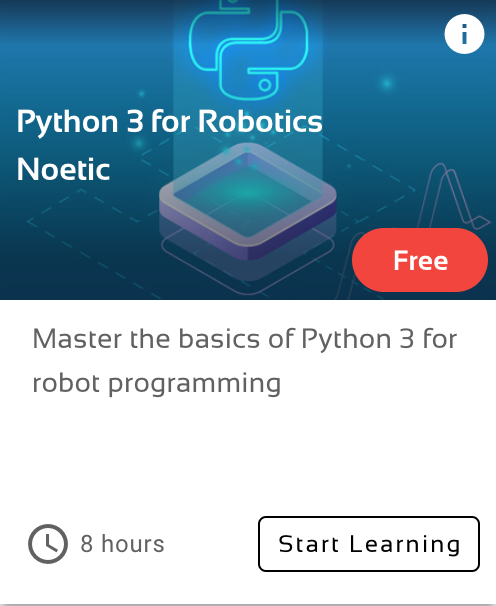 i
Python 3 for Robotics
Noetic
Free
Master the basics of Python 3 for
robot programming
8 hours
Start Learning